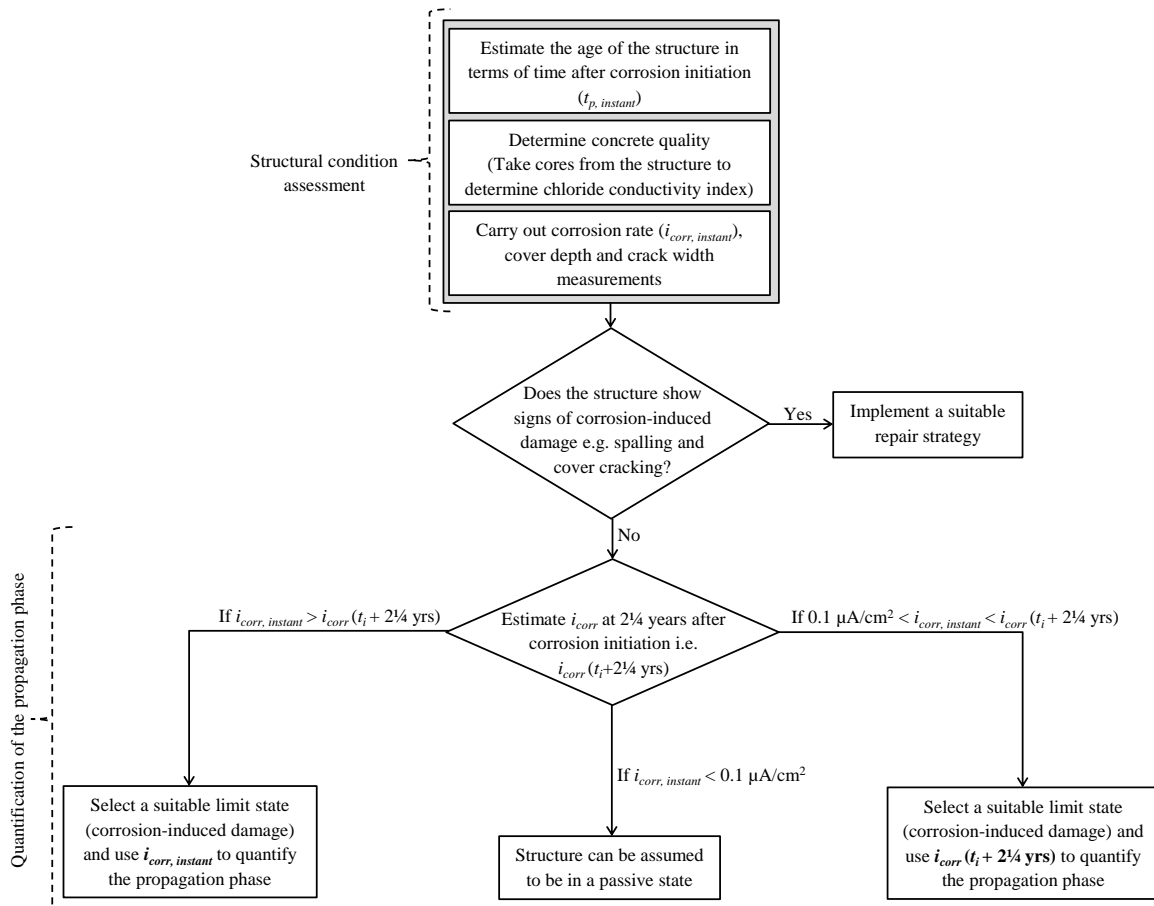 Estimate the age of the structure in
terms of time after corrosion initiation
(tp, instant)
Determine concrete quality
(Take cores from the structure to
determine chloride conductivity index)
Structural condition
assessment
Carry out corrosion rate (icorr, instant),
cover depth and crack width
measurements
Does the structure show
signs of corrosion-induced
damage e.g. spalling and
cover cracking?
Yes
Implement a suitable
repair strategy
No
Quantification of the propagation phase
If icorr, instant > icorr (ti + 2¼ yrs)
Estimate icorr at 2¼ years after
corrosion initiation i.e.
icorr (ti+2¼ yrs)
If 0.1 µA/cm² < icorr, instant < icorr (ti + 2¼ yrs)
If icorr, instant < 0.1 µA/cm²
Select a suitable limit state
(corrosion-induced damage)
and use icorr, instant to quantify
the propagation phase
Structure can be assumed
to be in a passive state
Select a suitable limit state
(corrosion-induced damage) and
use icorr (ti + 2¼ yrs) to quantify
the propagation phase